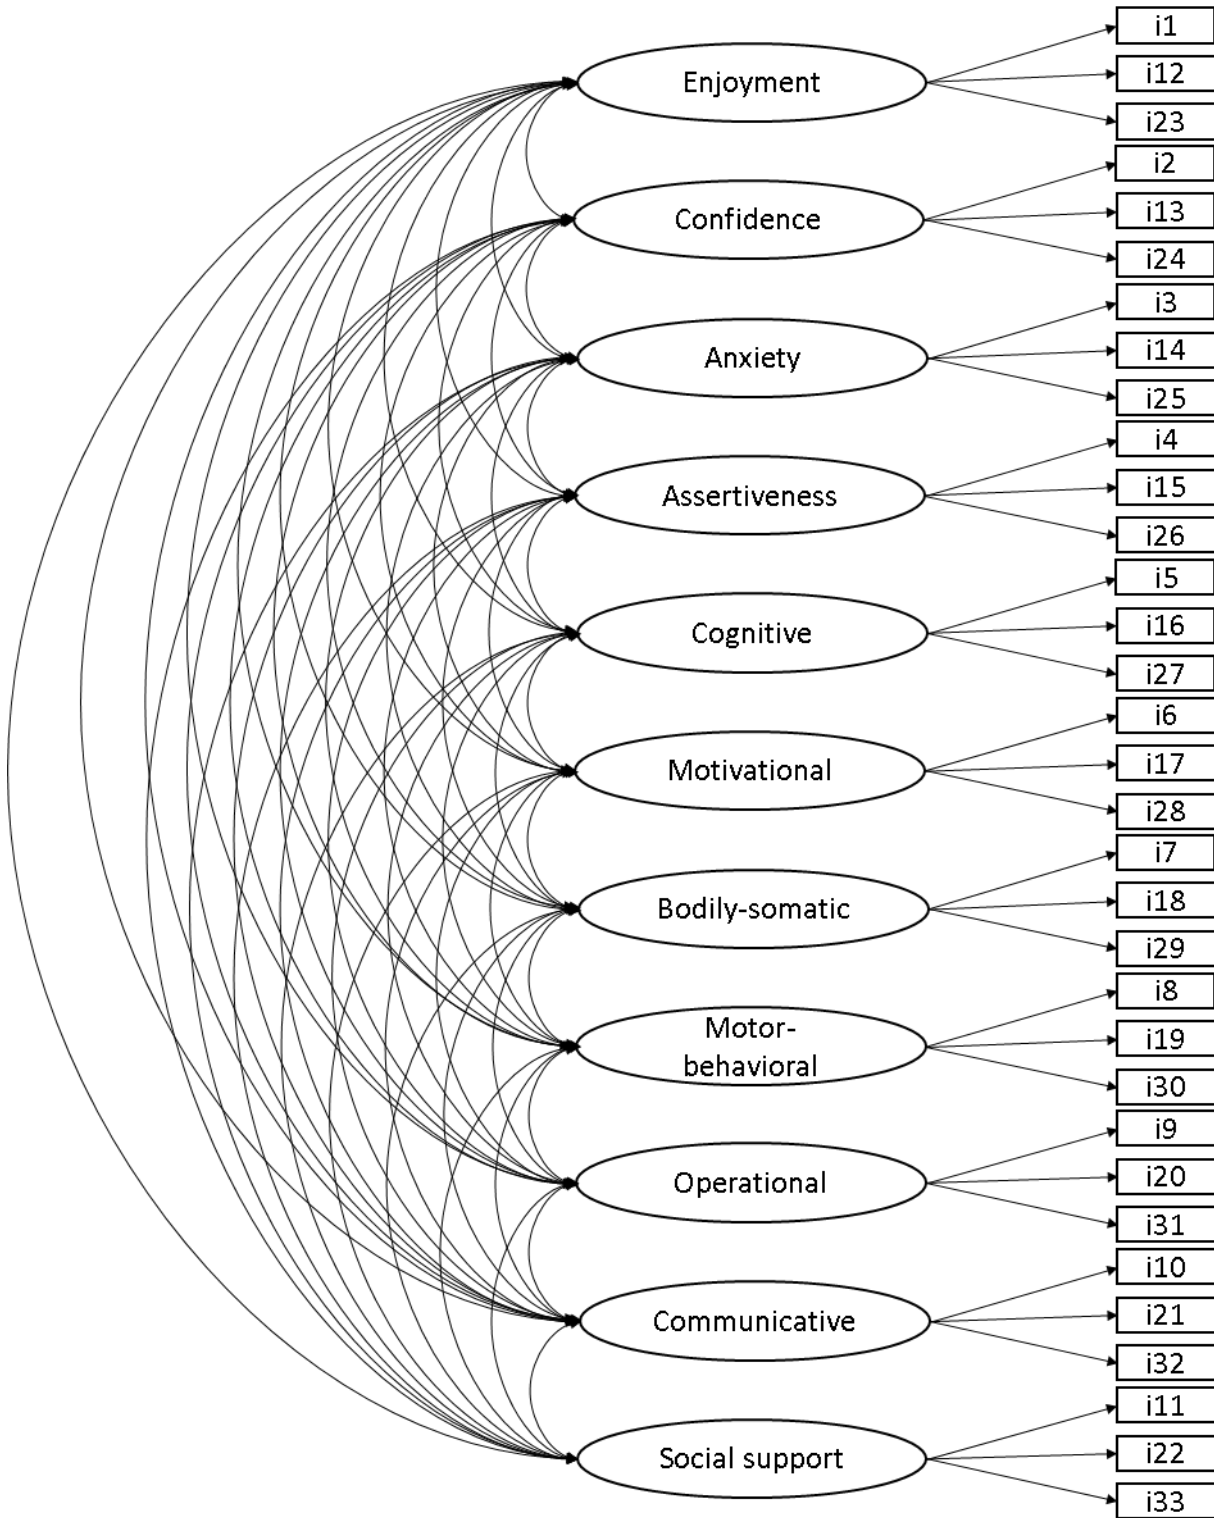 i1
Enjoyment
i12
i23
i2
Confidence
i13
i24
i3
Anxiety
i14
i25
i4
Assertiveness
i15
i26
i5
Cognitive
i16
i27
i6
Motivational
i17
i28
i7
Bodily-somatic
i18
i29
i8
Motor-
behavioral
i19
i30
i9
Operational
i20
i31
i10
Communicative
i21
i32
i11
Social support
i22
i33